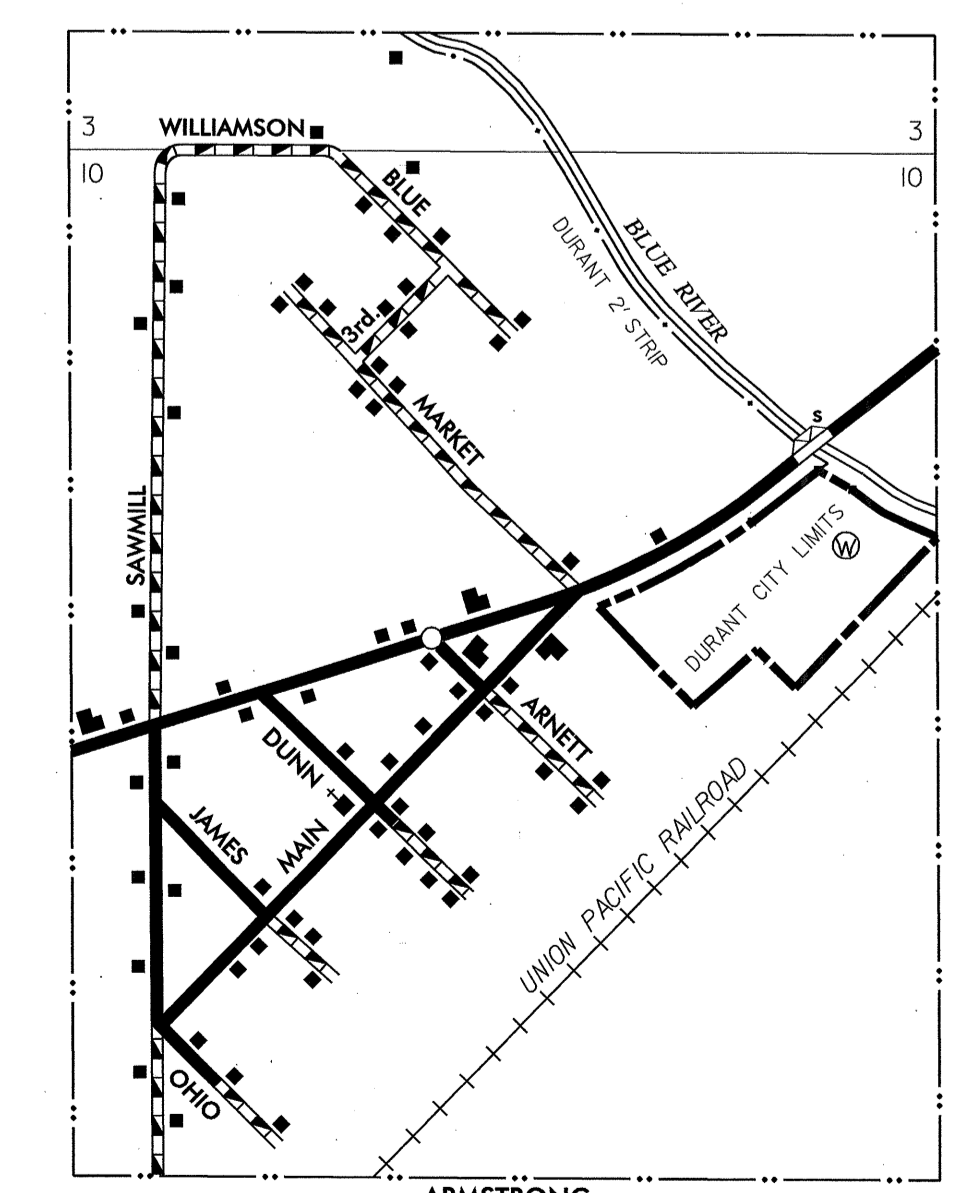 3
WILLIAMSON
3
10
BLUE
10
BLUE RIVER
DURANT 2' STRIP
3rd.
MARKET
S
SAWMILL
DURANT CITY LIMITS
W
ARNETT
DUNN
JAMES
MAIN
UNION PACIFIC RAILROAD
OHIO
ARMSTRONG